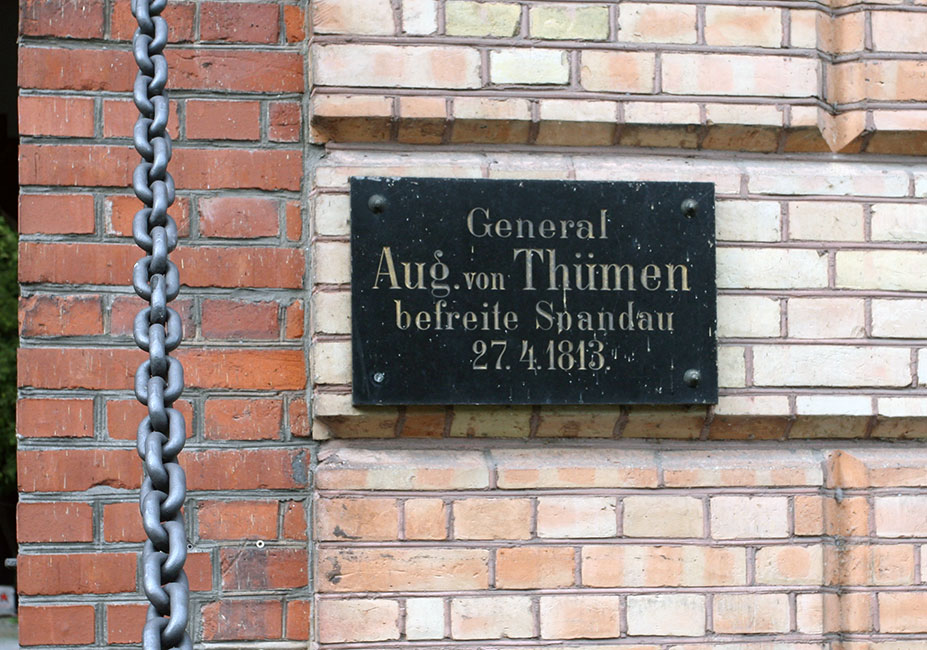 General
Aug. von Thümen
befreite Spandau
27. 4. 1813.